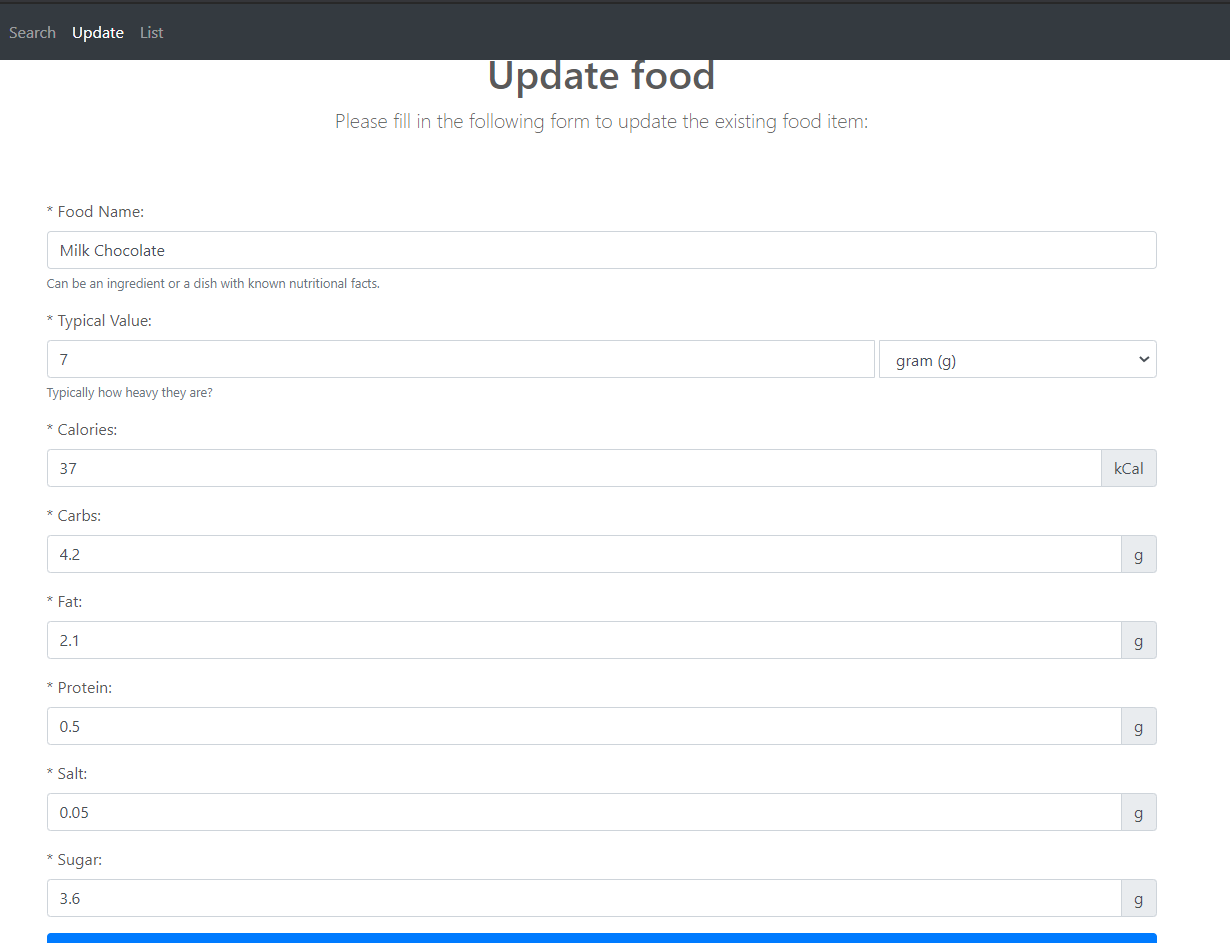 Search Update List
Update food
Please fill in the following form to update the existing food item:
* Food Name:
Milk Chocolate
Can be an ingredient or a dish with known nutritional facts.
* Typical Value:
7 gram (g)
Typically how heavy they are?
* Calories:
37 kCal
* Carbs:
4.2 g
* Fat:
2.1 g
* Protein:
0.5 g
* Salt:
0.05 g
* Sugar:
3.6 g